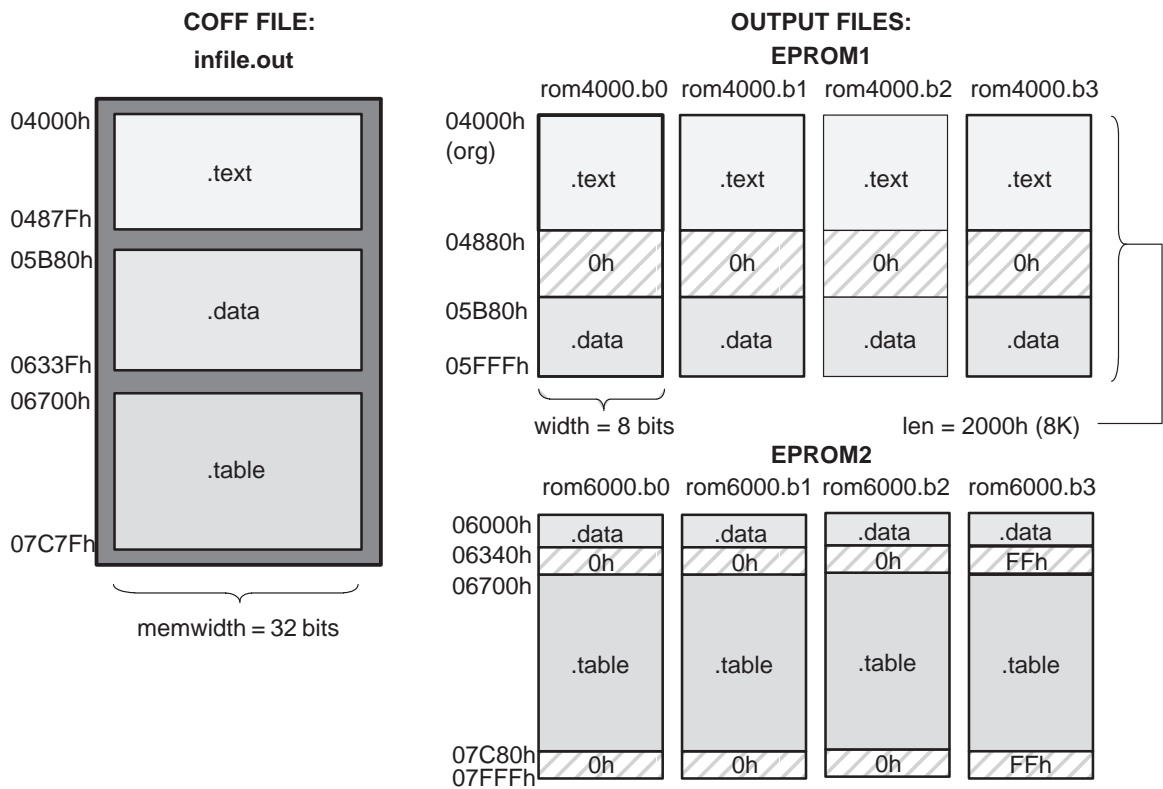 COFF FILE:
infile.out
04000h
.text
0487Fh
05B80h
.data
0633Fh
06700h
.table
07C7Fh
memwidth = 32 bits
OUTPUT FILES:
EPROM1
rom4000.b0 rom4000.b1 rom4000.b2 rom4000.b3
04000h
(org)
.text .text .text .text
04880h
0h 0h 0h 0h
05B80h
.data .data .data .data
05FFFh
width = 8 bits
len = 2000h (8K)
EPROM2
rom6000.b0 rom6000.b1 rom6000.b2 rom6000.b3
06000h
.data .data .data .data
06340h
0h 0h 0h FFh
06700h
.table .table .table .table
07C80h
0h 0h 0h FFh
07FFFh